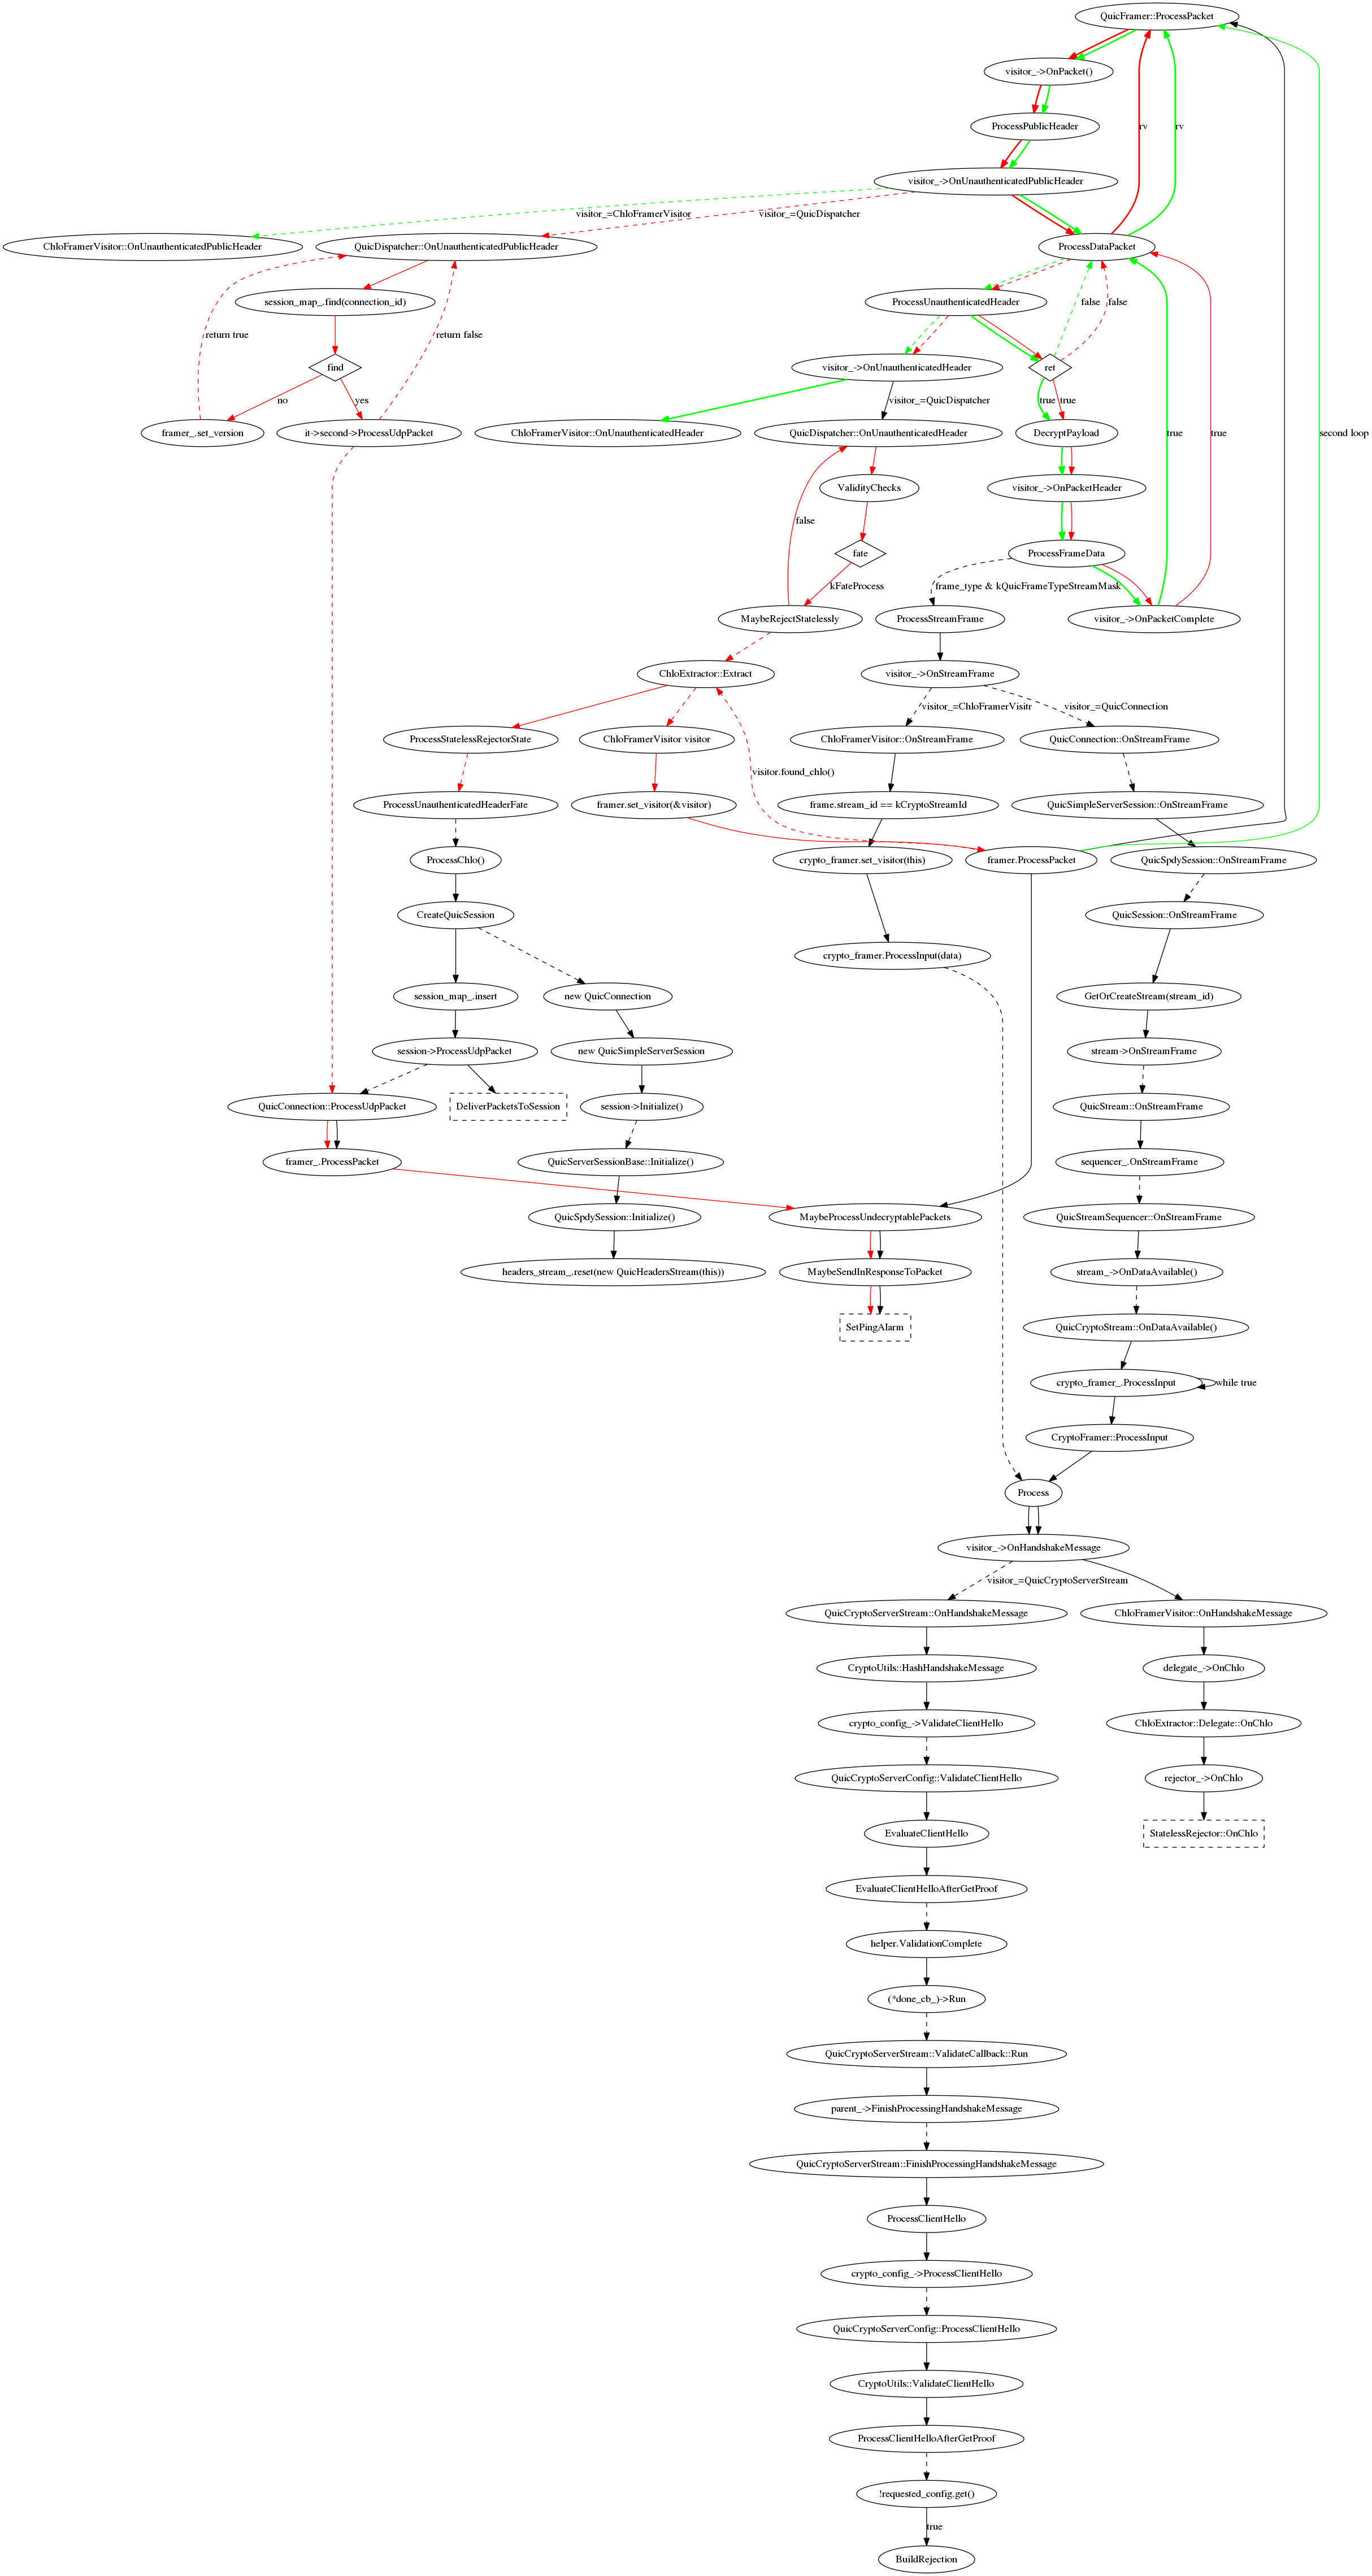 QuicFramer::ProcessPacket
visitor_->OnPacket()
ProcessPublicHeader
rv
rv
visitor_->OnUnauthenticatedPublicHeader
visitor_=ChloFramerVisitor
visitor_=QuicDispatcher
ChloFramerVisitor::OnUnauthenticatedPublicHeader
QuicDispatcher::OnUnauthenticatedPublicHeader
ProcessDataPacket
session_map_.find(connection_id)
ProcessUnauthenticatedHeader
false
false
return true
return false
find
visitor_->OnUnauthenticatedHeader
ret
no
yes
visitor_=QuicDispatcher
true
true
framer_.set_version
it->second->ProcessUdpPacket
ChloFramerVisitor::OnUnauthenticatedHeader
QuicDispatcher::OnUnauthenticatedHeader
DecryptPayload
true
true
second loop
ValidityChecks
visitor_->OnPacketHeader
false
fate
ProcessFrameData
kFateProcess
frame_type & kQuicFrameTypeStreamMask
MaybeRejectStatelessly
ProcessStreamFrame
visitor_->OnPacketComplete
ChloExtractor::Extract
visitor_->OnStreamFrame
visitor_=ChloFramerVisitr
visitor_=QuicConnection
ProcessStatelessRejectorState
ChloFramerVisitor visitor
ChloFramerVisitor::OnStreamFrame
QuicConnection::OnStreamFrame
visitor.found_chlo()
ProcessUnauthenticatedHeaderFate
framer.set_visitor(&visitor)
frame.stream_id == kCryptoStreamId
QuicSimpleServerSession::OnStreamFrame
ProcessChlo()
crypto_framer.set_visitor(this)
framer.ProcessPacket
QuicSpdySession::OnStreamFrame
CreateQuicSession
QuicSession::OnStreamFrame
crypto_framer.ProcessInput(data)
session_map_.insert
new QuicConnection
GetOrCreateStream(stream_id)
session->ProcessUdpPacket
new QuicSimpleServerSession
stream->OnStreamFrame
QuicConnection::ProcessUdpPacket
DeliverPacketsToSession
session->Initialize()
QuicStream::OnStreamFrame
framer_.ProcessPacket
QuicServerSessionBase::Initialize()
sequencer_.OnStreamFrame
QuicSpdySession::Initialize()
MaybeProcessUndecryptablePackets
QuicStreamSequencer::OnStreamFrame
headers_stream_.reset(new QuicHeadersStream(this))
MaybeSendInResponseToPacket
stream_->OnDataAvailable()
SetPingAlarm
QuicCryptoStream::OnDataAvailable()
crypto_framer_.ProcessInput
while true
CryptoFramer::ProcessInput
Process
visitor_->OnHandshakeMessage
visitor_=QuicCryptoServerStream
QuicCryptoServerStream::OnHandshakeMessage
ChloFramerVisitor::OnHandshakeMessage
CryptoUtils::HashHandshakeMessage
delegate_->OnChlo
crypto_config_->ValidateClientHello
ChloExtractor::Delegate::OnChlo
QuicCryptoServerConfig::ValidateClientHello
rejector_->OnChlo
EvaluateClientHello
StatelessRejector::OnChlo
EvaluateClientHelloAfterGetProof
helper.ValidationComplete
(*done_cb_)->Run
QuicCryptoServerStream::ValidateCallback::Run
parent_->FinishProcessingHandshakeMessage
QuicCryptoServerStream::FinishProcessingHandshakeMessage
ProcessClientHello
crypto_config_->ProcessClientHello
QuicCryptoServerConfig::ProcessClientHello
CryptoUtils::ValidateClientHello
ProcessClientHelloAfterGetProof
!requested_config.get()
true
BuildRejection